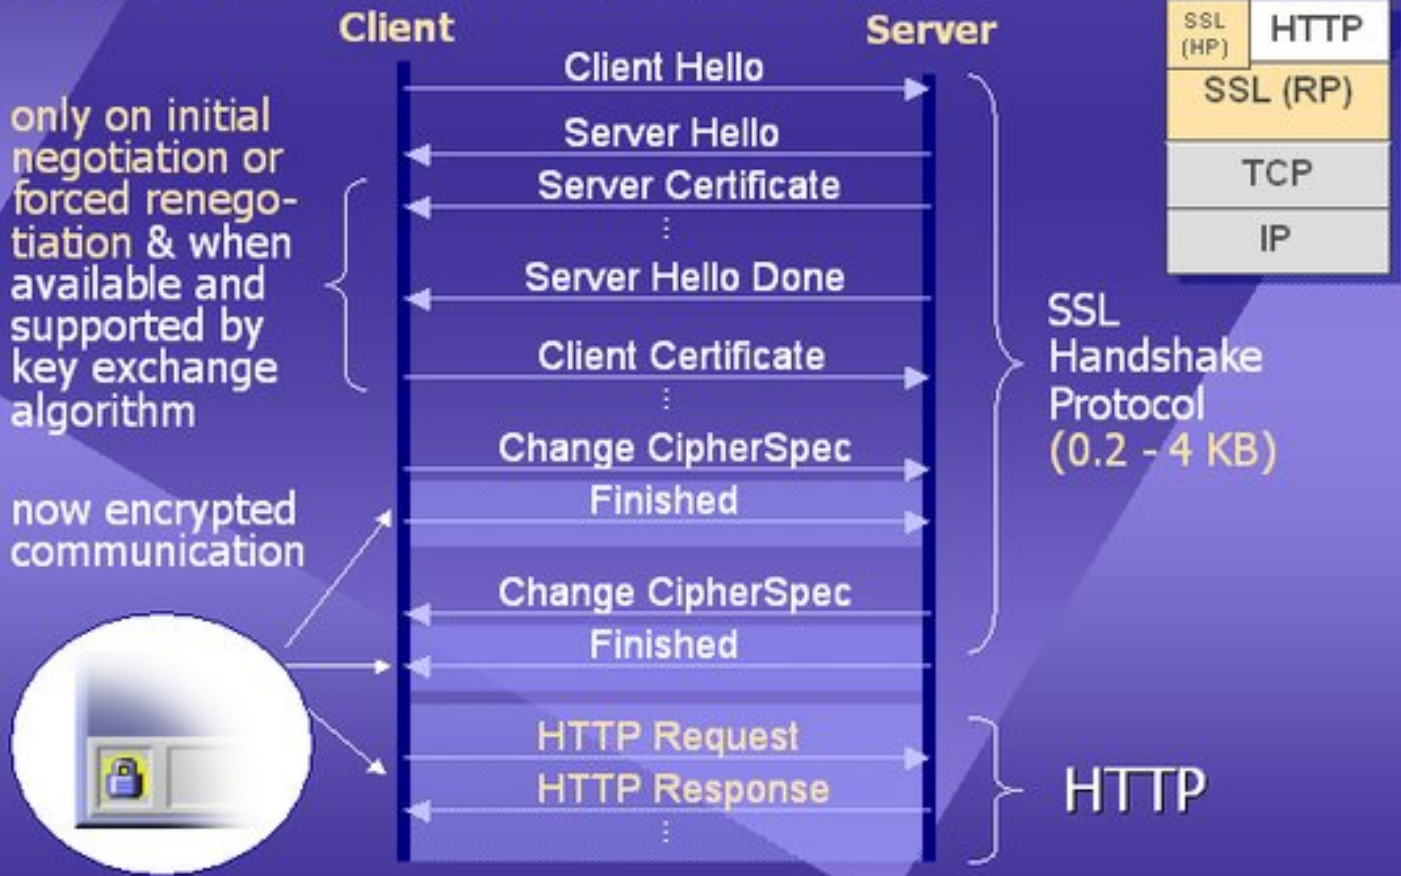 Client
Server
SSL
(HP)
HTTP
SSL (RP)
TCP
IP
Client Hello
Server Hello
Server Certificate
Server Hello Done
Client Certificate
Change CipherSpec
Finished
Change CipherSpec
Finished
HTTP Request
HTTP Response
only on initial
negotiation or
forced renego-
tiation & when
available and
supported by
key exchange
algorithm
now encrypted
communication
SSL
Handshake
Protocol
(0.2 - 4 KB)
HTTP